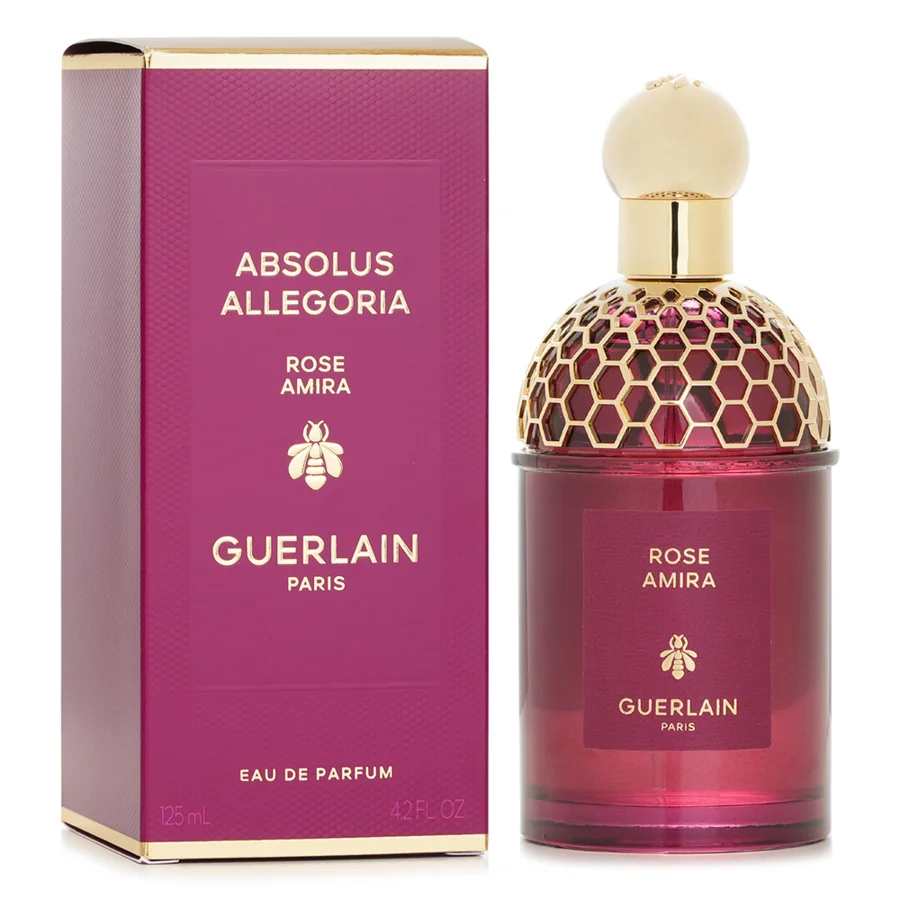 ABSOLUS
ALLEGORIA
ROSE
AMIRA
GUERLAIN
PARIS
EAU DE PARFUM
125 mL
4.2 FL OZ
ROSE
AMIRA
GUERLAIN
PARIS